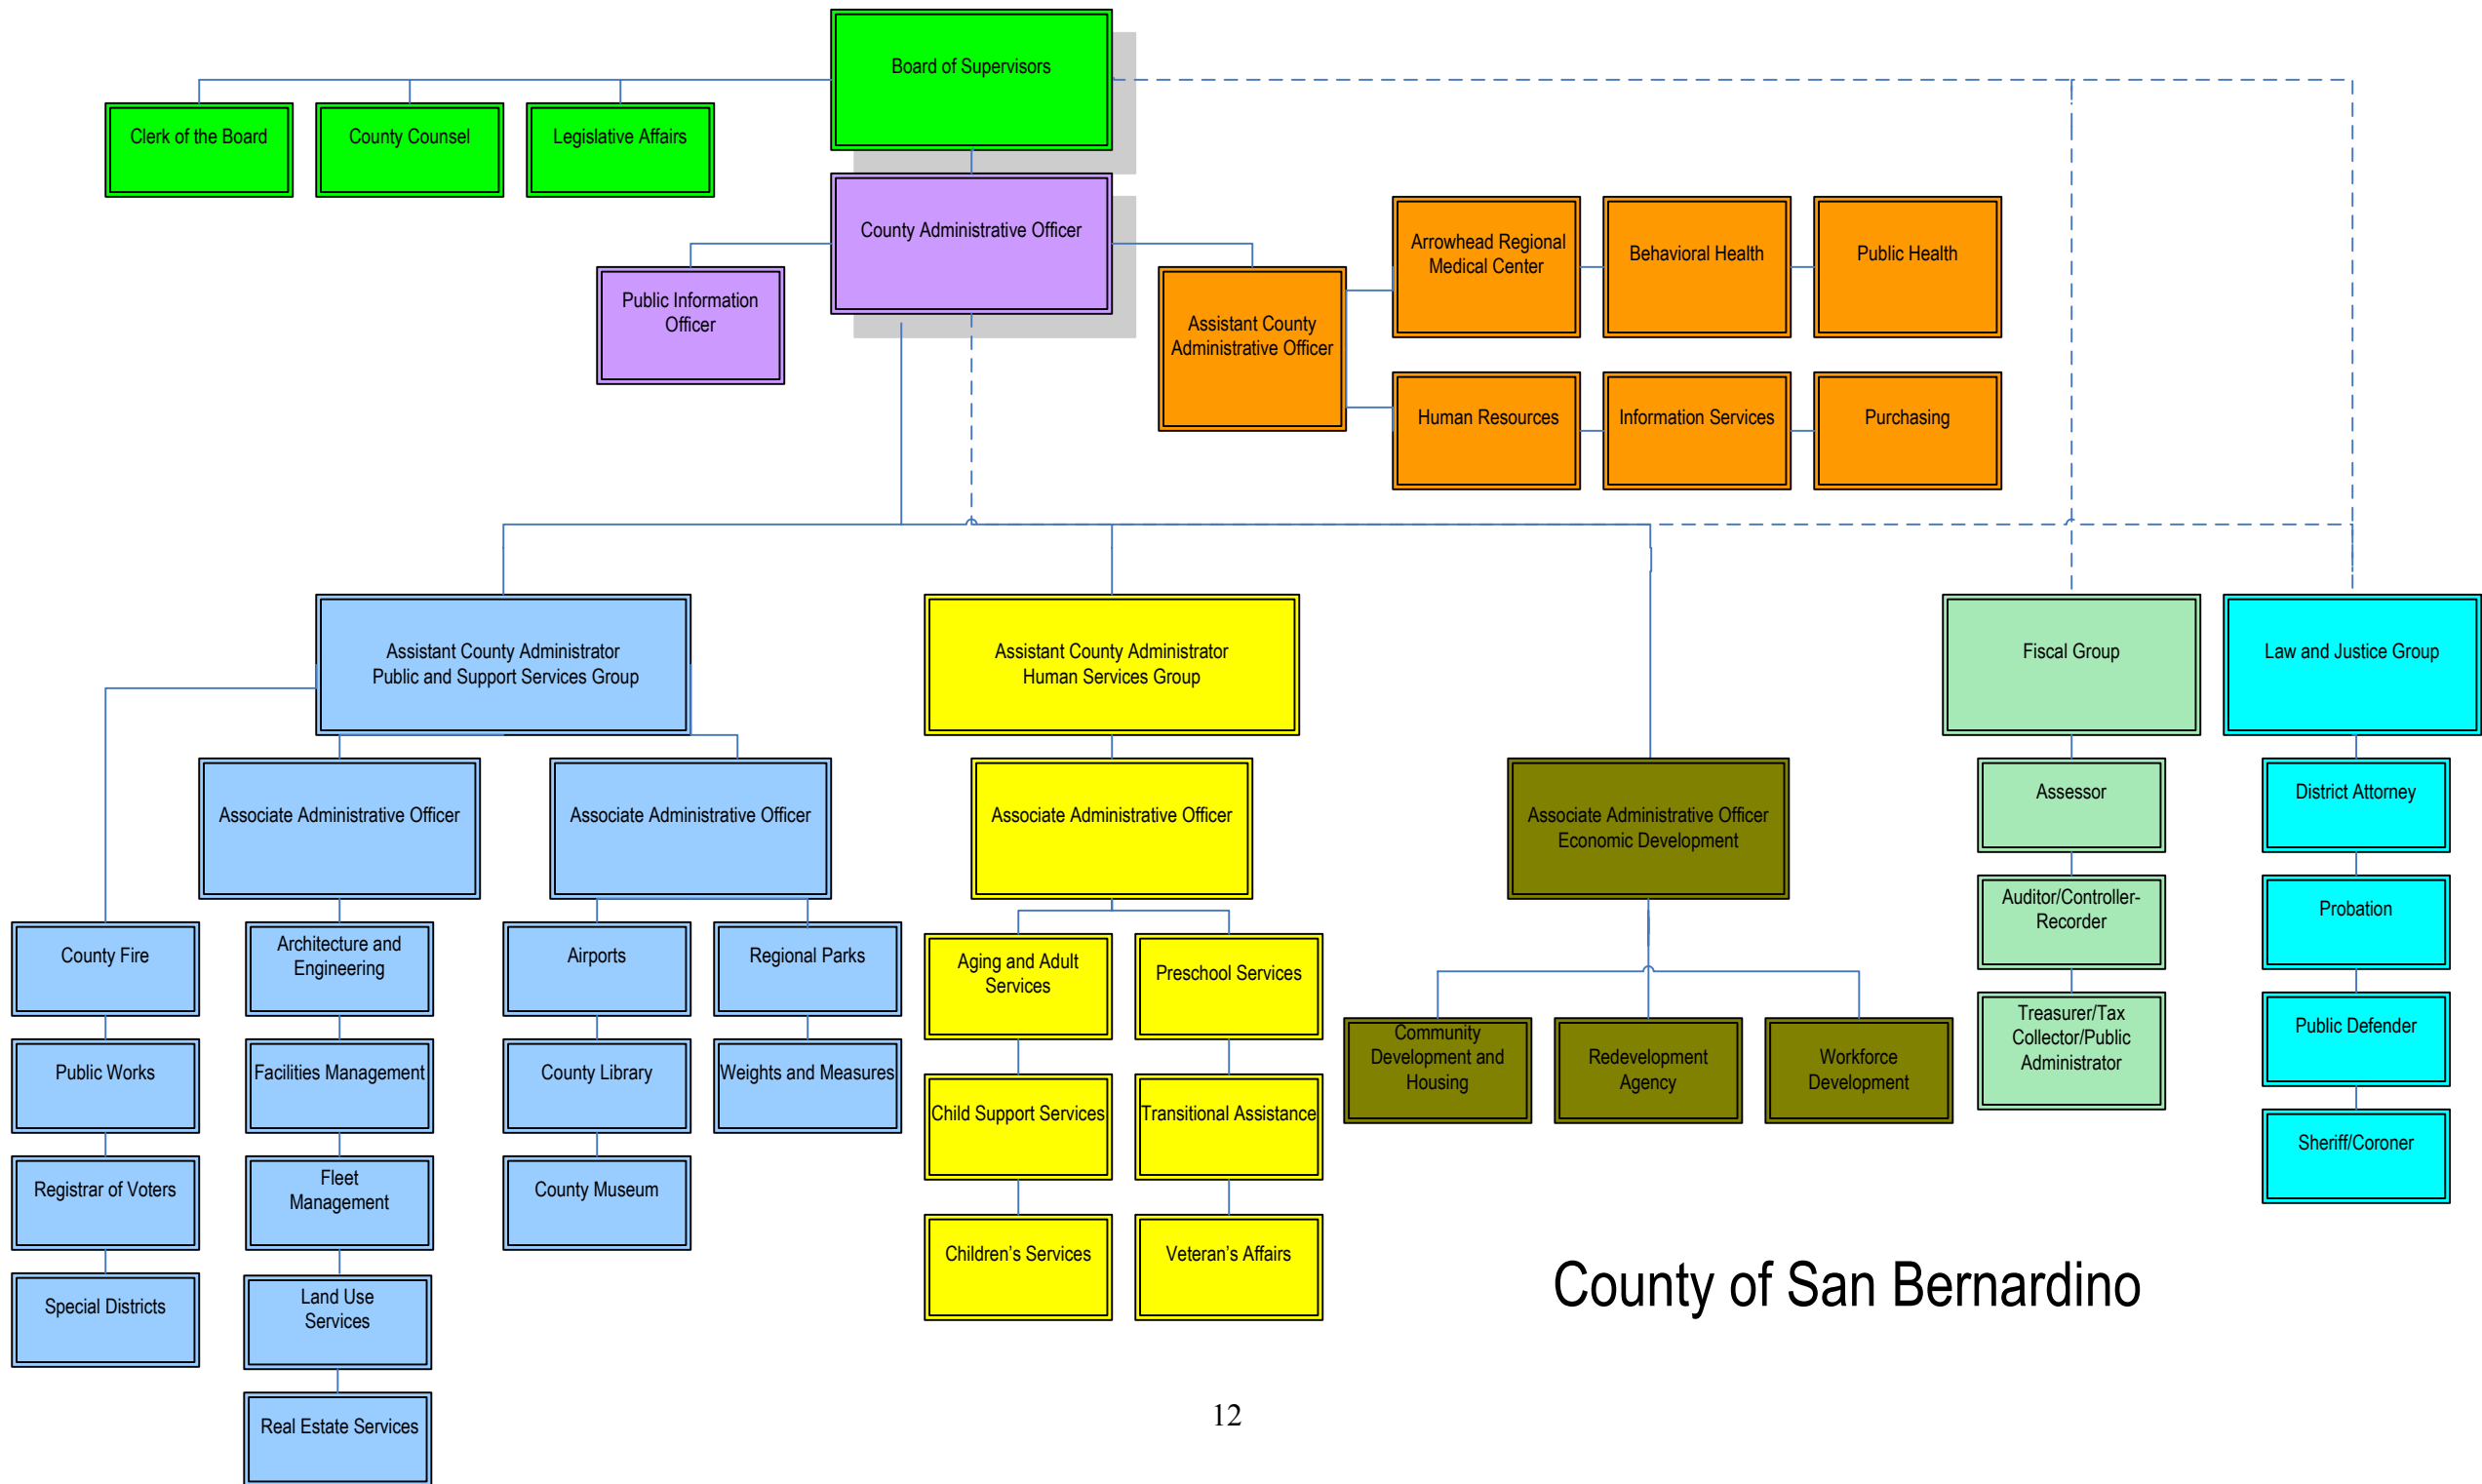 Board of Supervisors
Clerk of the Board
County Counsel
Legislative Affairs
County Administrative Officer
Public Information
Officer
Assistant County
Administrative Officer
Arrowhead Regional
Medical Center
Behavioral Health
Public Health
Human Resources
Information Services
Purchasing
Assistant County Administrator
Public and Support Services Group
Assistant County Administrator
Human Services Group
Fiscal Group
Law and Justice Group
Associate Administrative Officer
Associate Administrative Officer
Associate Administrative Officer
Associate Administrative Officer
Economic Development
Assessor
District Attorney
County Fire
Architecture and
Engineering
Airports
Regional Parks
Aging and Adult
Services
Preschool Services
Auditor/Controller-
Recorder
Probation
Public Works
Facilities Management
County Library
Weights and Measures
Child Support Services
Transitional Assistance
Community
Development and
Housing
Redevelopment
Agency
Workforce
Development
Treasurer/Tax
Collector/Public
Administrator
Public Defender
Registrar of Voters
Fleet
Management
County Museum
Children's Services
Veteran's Affairs
Sheriff/Coroner
Special Districts
Land Use
Services
Real Estate Services
County of San Bernardino
12